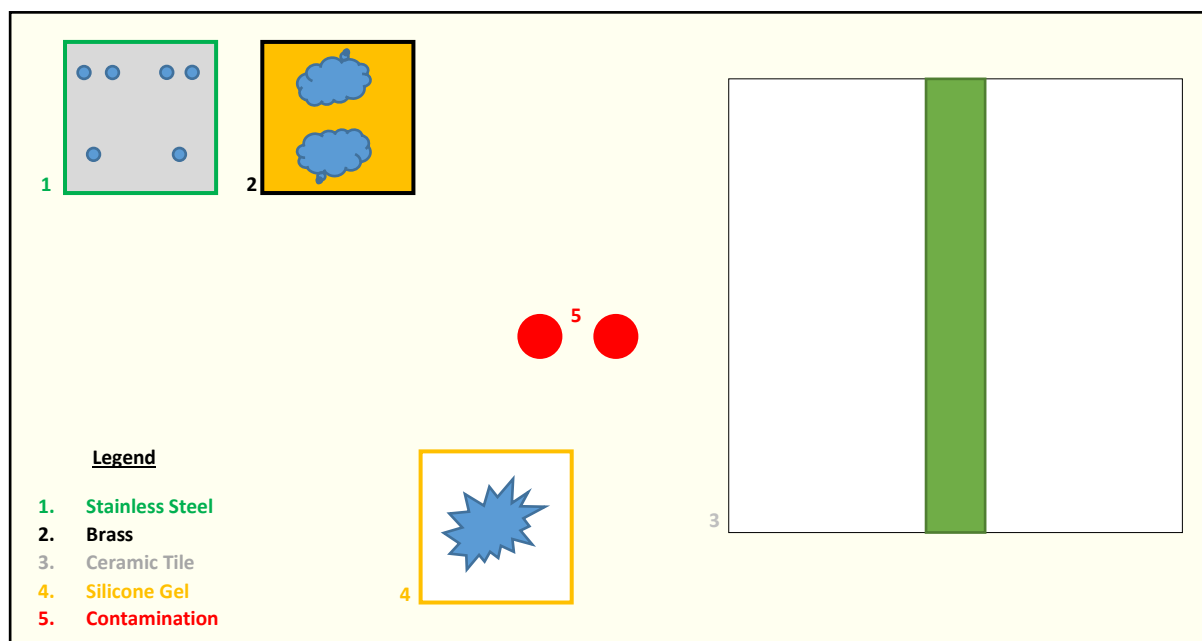 1
2
5
3
4
Legend
1. Stainless Steel
2. Brass
3. Ceramic Tile
4. Silicone Gel
5. Contamination